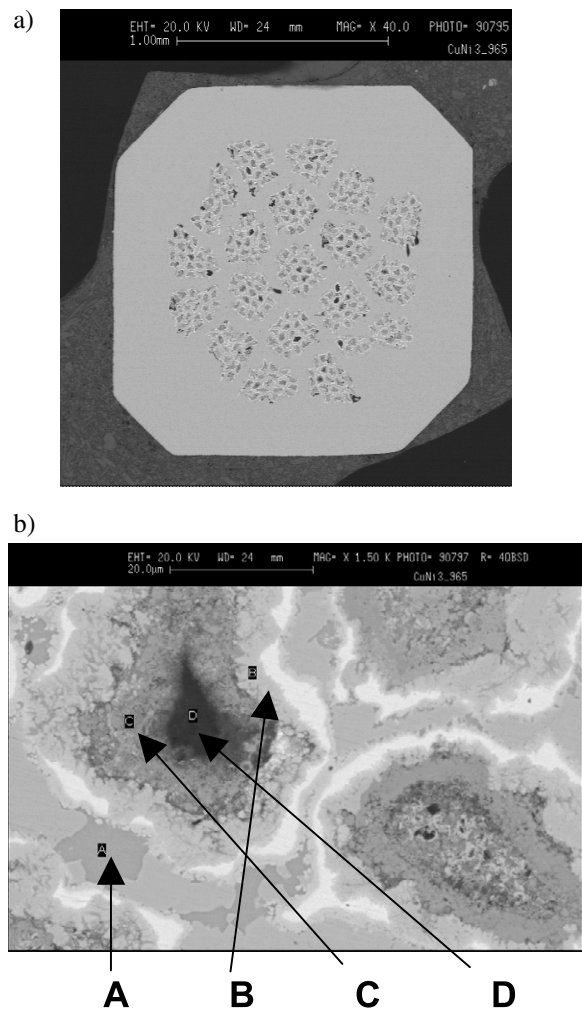 a)
EHT= 20.0 KV WD= 24 mm MAG= X 40.0 PHOTO= 90795
1.00mm
CuNi3_965
b)
EHT= 20.0 KV WD= 24 mm MAG= X 1.50 K PHOTO= 90797 R= 4QBSD
20.0µm
CuNi3_965
B
C
D
A
A B C D